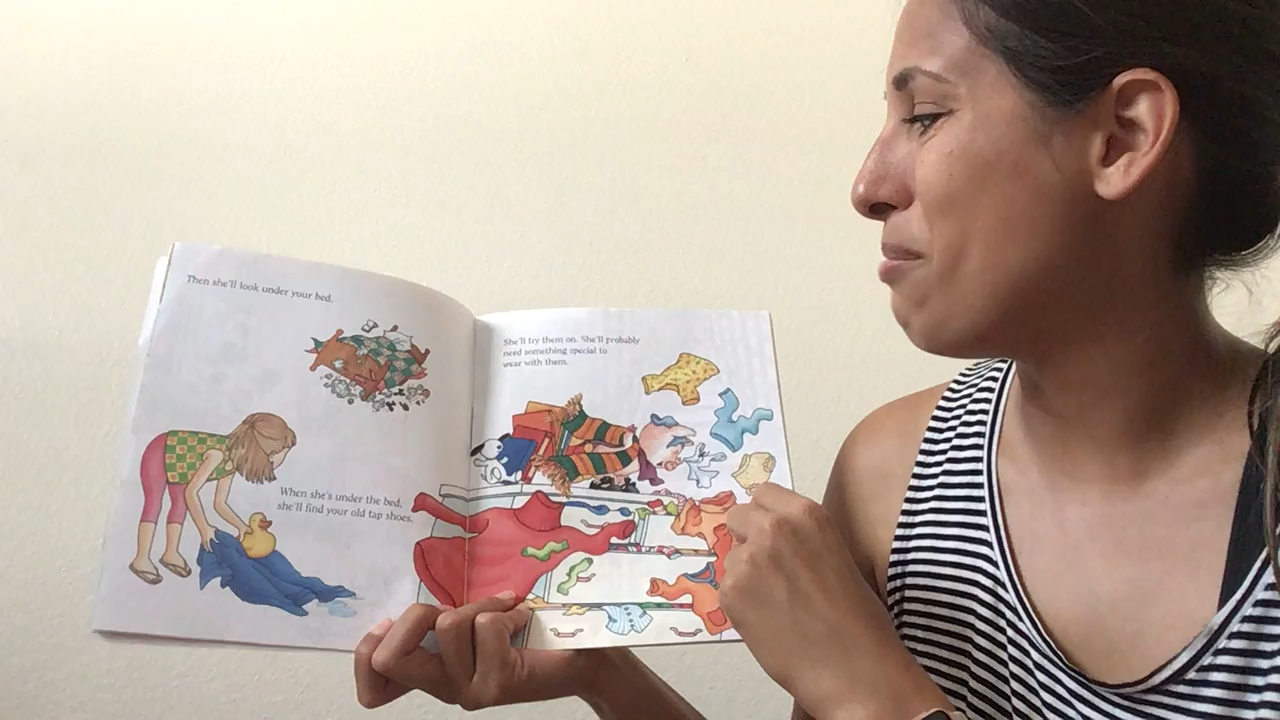 Then she'll look under your bed.
When she's under the bed,
she'll find your old tap shoes.
She'll try them on. She'll probably
need something special to
wear with them.